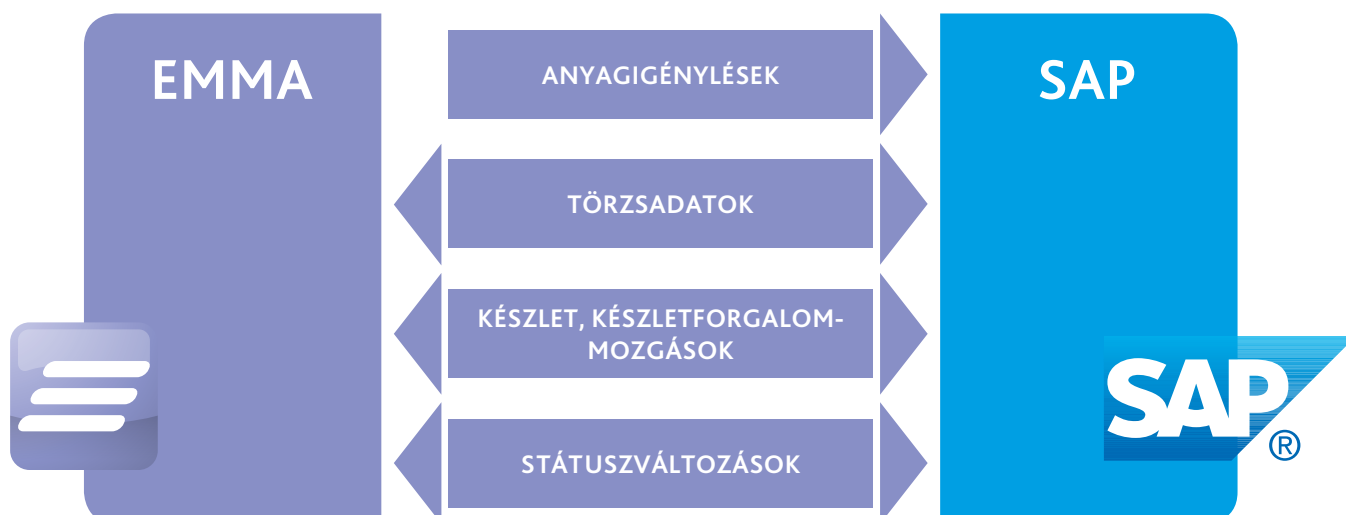 EMMA
ANYAGIGÉNYLÉSEK
SAP
TÖRZSADATOK
KÉSZLET, KÉSZLETFORGALOM-
MOZGÁSOK
STÁTUSZVÁLTOZÁSOK
SAP
®